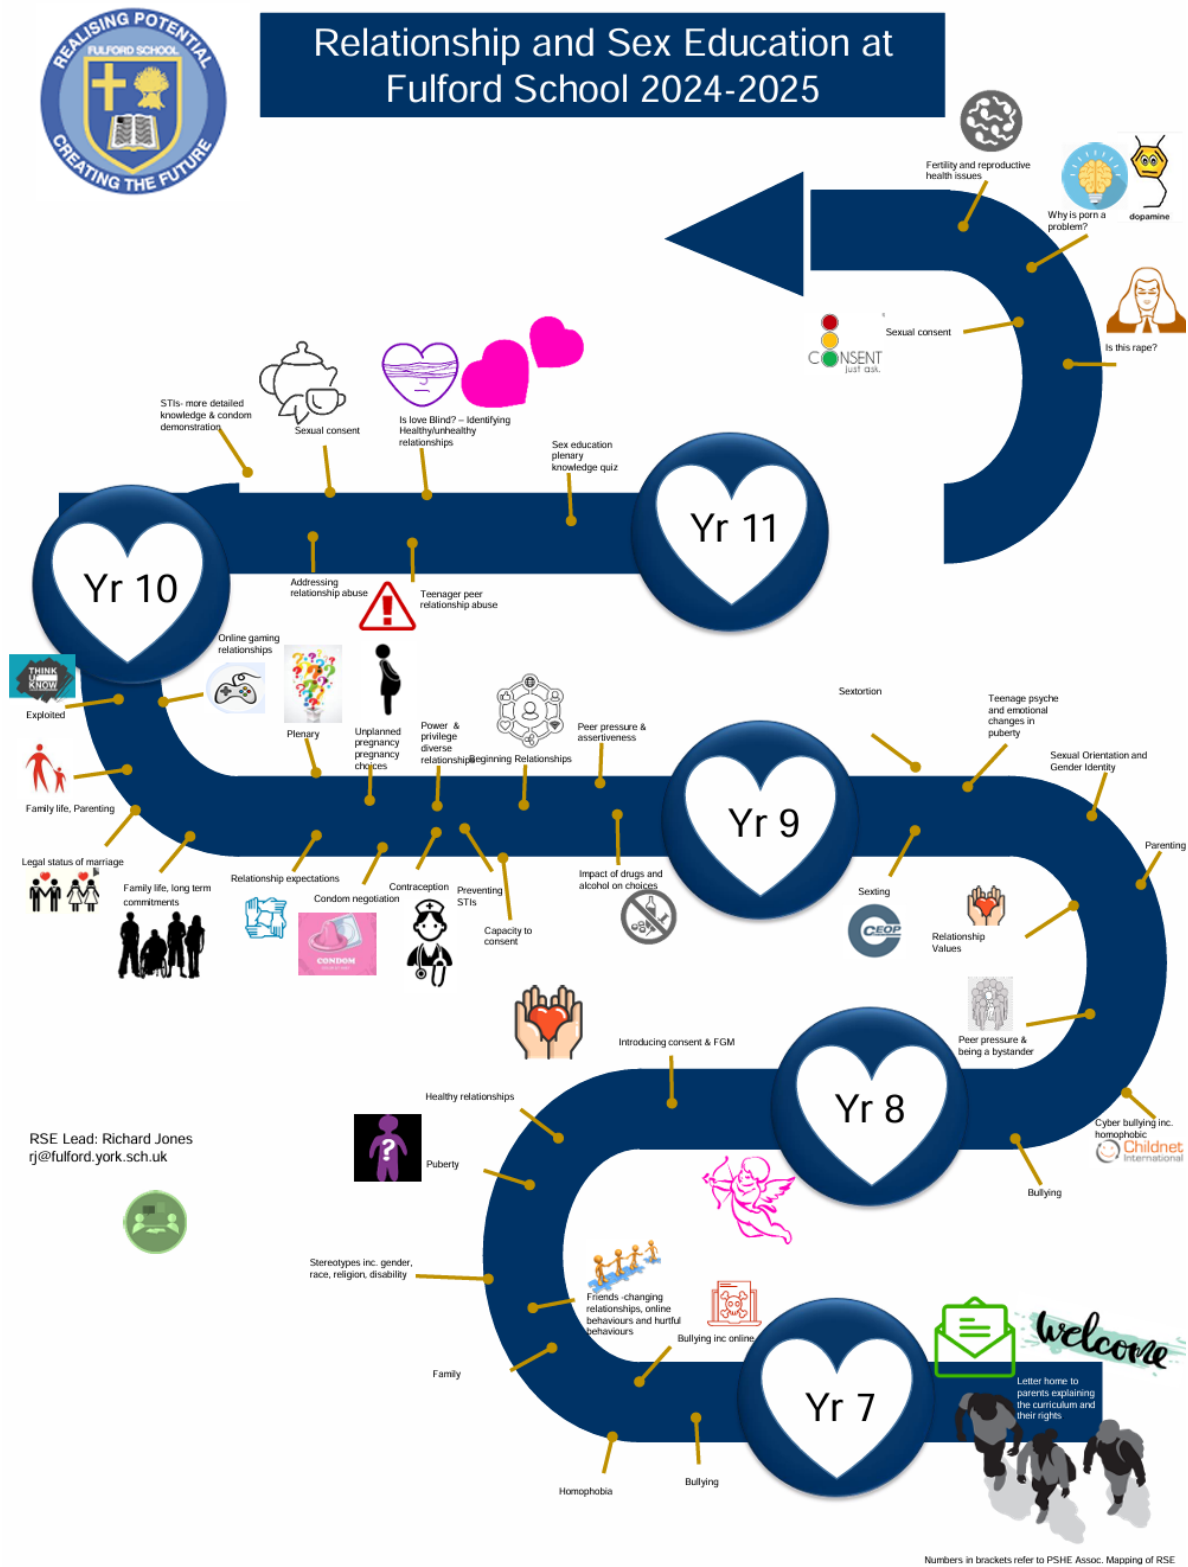 REALISING POTENTIAL
FULFORD SCHOOL
CREATING THE FUTURE
Relationship and Sex Education at
Fulford School 2024-2025
Fertility and reproductive
health issues
Why is porn a
problem?
dopamine
Sexual consent
CONSENT
just ask.
Is this rape?
STIs- more detailed
knowledge & condom
demonstration
Sexual consent
Is love Blind? – Identifying
Healthy/unhealthy
relationships
Sex education
plenary
knowledge quiz
Yr 11
Yr 10
Addressing
relationship abuse
Teenager peer
relationship abuse
Online gaming
relationships
THINK
U
KNOW
Exploited
Plenary
Unplanned
pregnancy
pregnancy
choices
Power &
privilege
diverse
relationships
Beginning Relationships
Peer pressure &
assertiveness
Sextortion
Teenage psyche
and emotional
changes in
puberty
Sexual Orientation and
Gender Identity
Family life, Parenting
Yr 9
Parenting
Legal status of marriage
Family life, long term
commitments
Relationship expectations
Condom negotiation
CONDOM
Contraception
Preventing
STIs
Capacity to
consent
Impact of drugs and
alcohol on choices
Sexting
CEOP
Relationship
Values
Peer pressure &
being a bystander
Introducing consent & FGM
Healthy relationships
Yr 8
Cyber bullying inc.
homophobic
Childnet
International
RSE Lead: Richard Jones
rj@fulford.york.sch.uk
?
Puberty
Bullying
Stereotypes inc. gender,
race, religion, disability
Friends -changing
relationships, online
behaviours and hurtful
behaviours
Bullying inc online
Family
Yr 7
welcome
Letter home to
parents explaining
the curriculum and
their rights
Homophobia
Bullying
Numbers in brackets refer to PSHE Assoc. Mapping of RSE